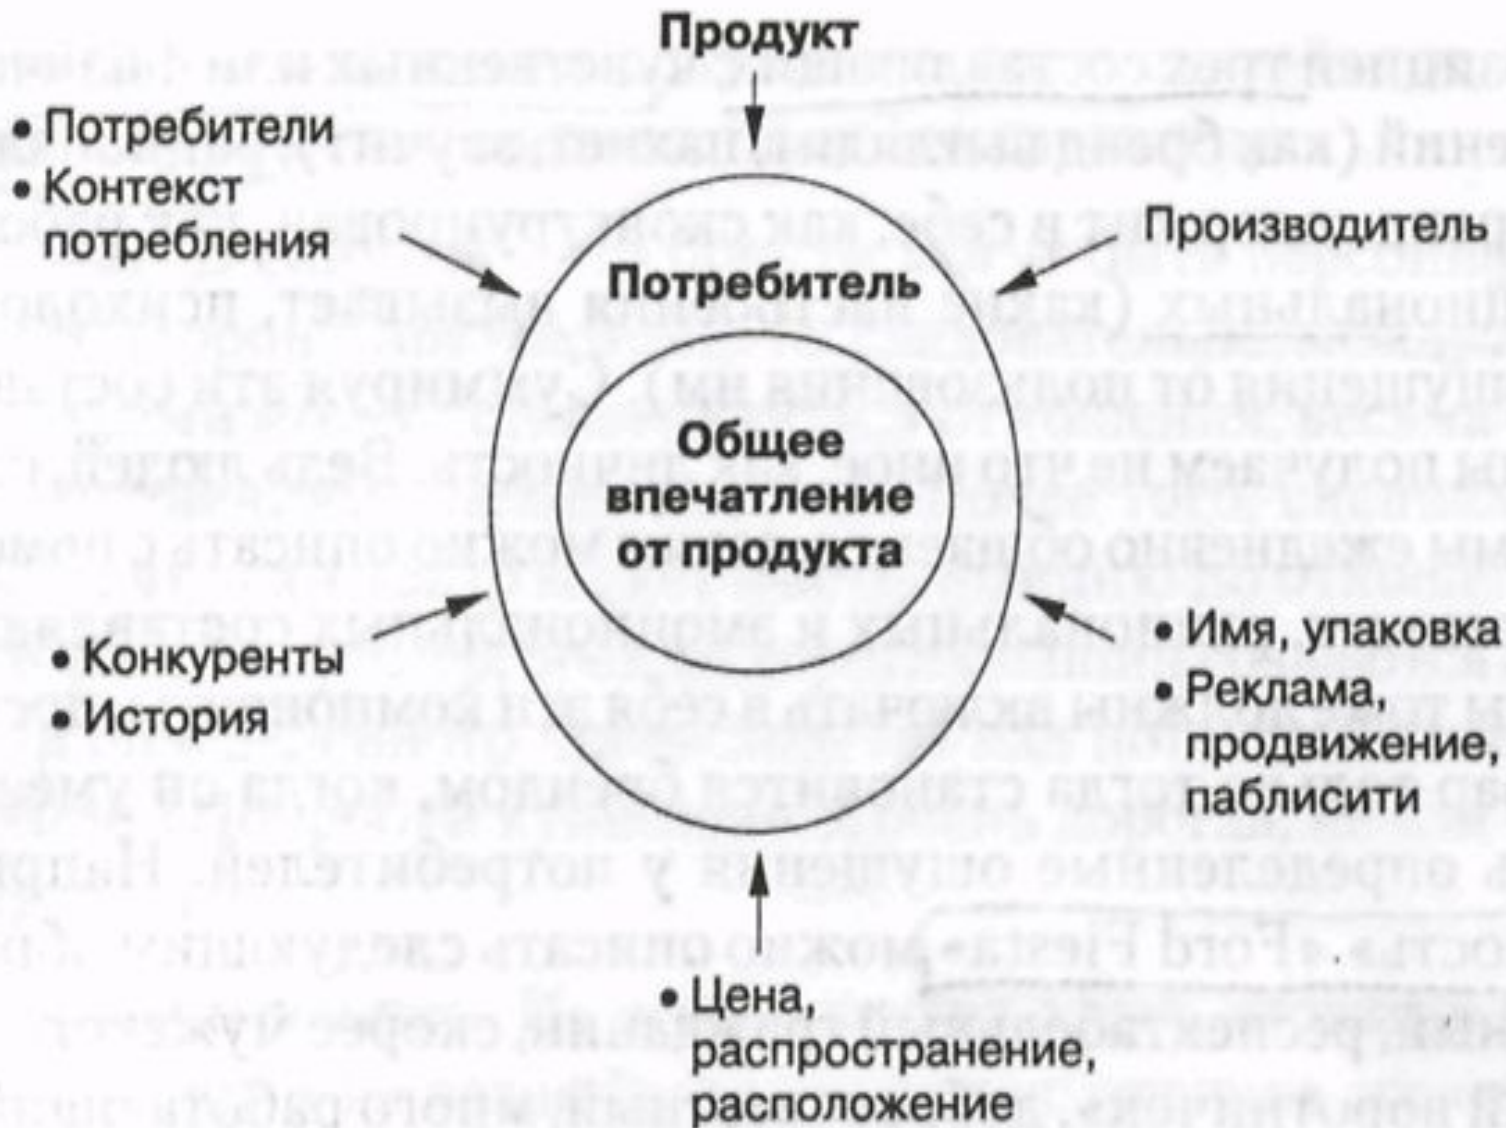 Продукт
• Потребители
• Контекст
потребления
Производитель
Потребитель
Общее
впечатление
от продукта
• Конкуренты
• История
• Имя, упаковка
• Реклама,
продвижение,
паблисити
• Цена,
распространение,
расположение